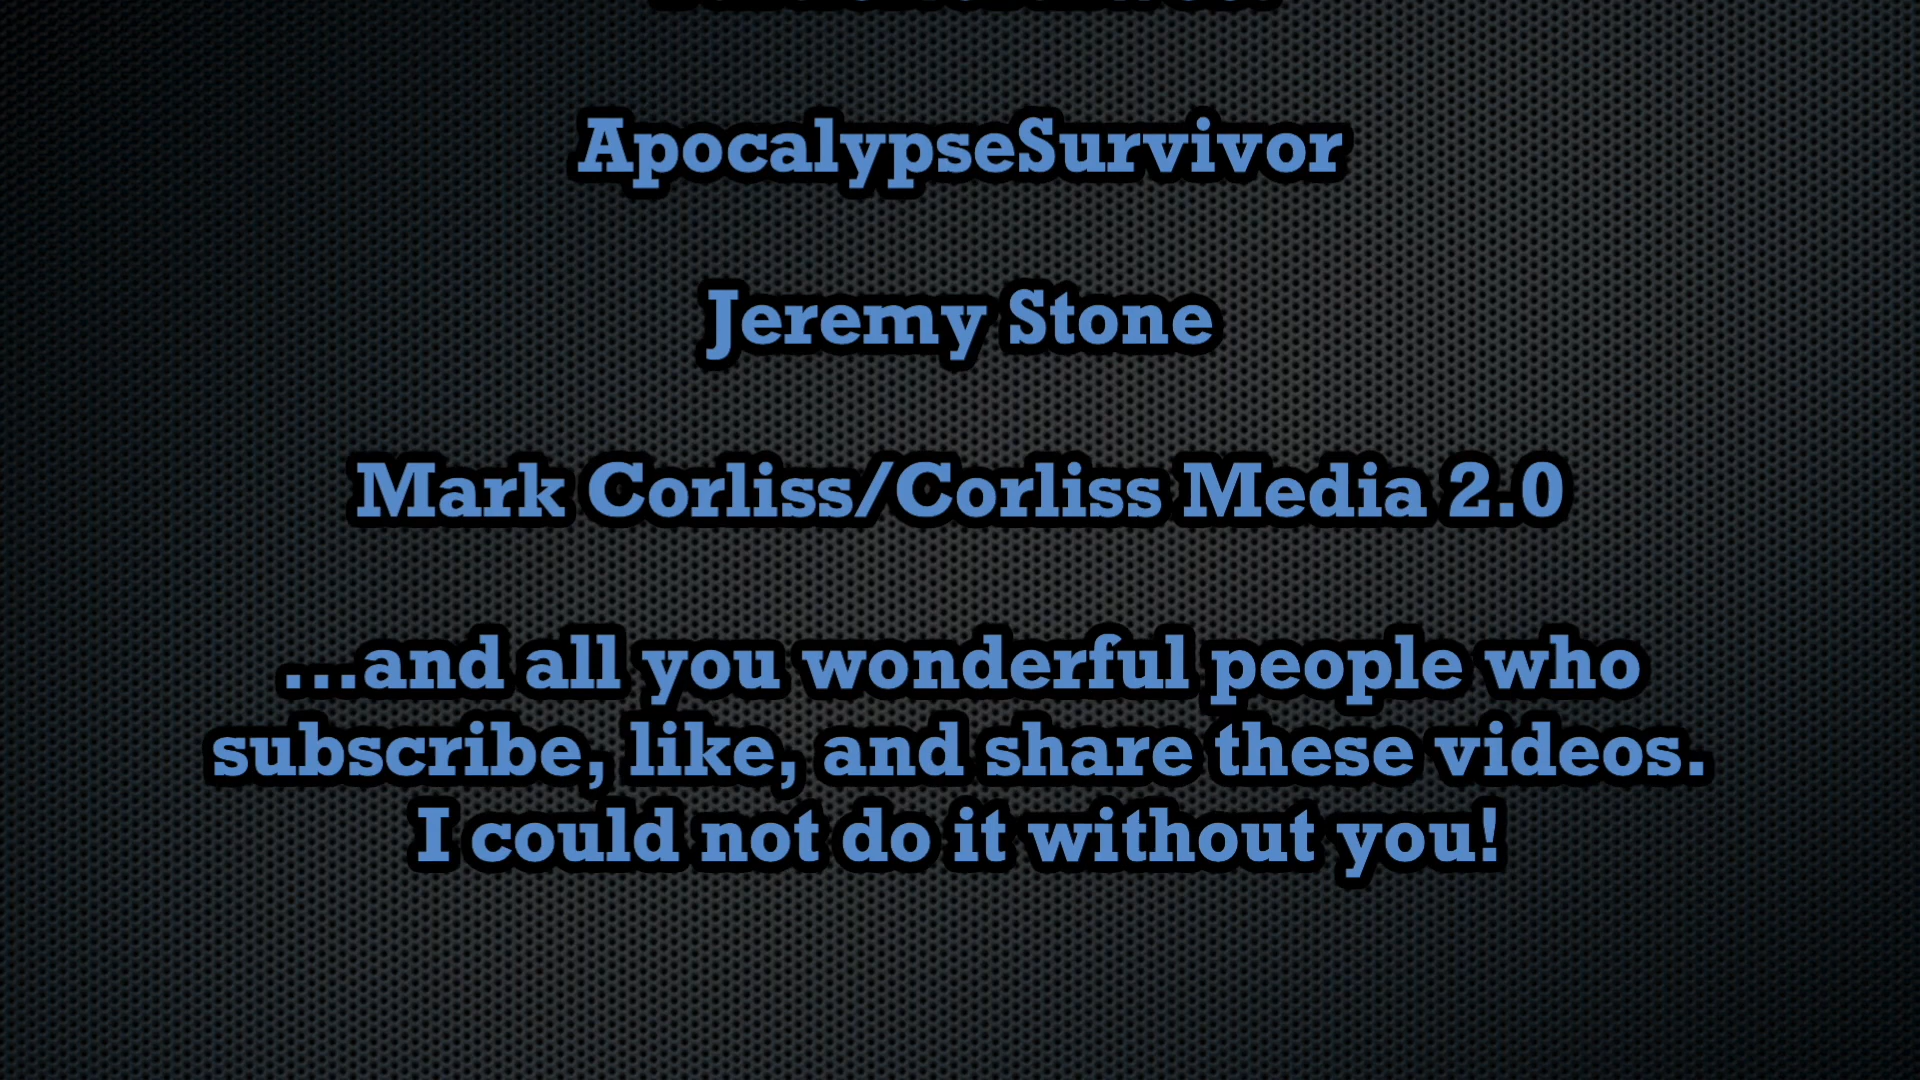 ApocalypseSurvivor
Jeremy Stone
Mark Corliss/Corliss Media 2.0
...and all you wonderful people who
subscribe, like, and share these videos.
I could not do it without you!